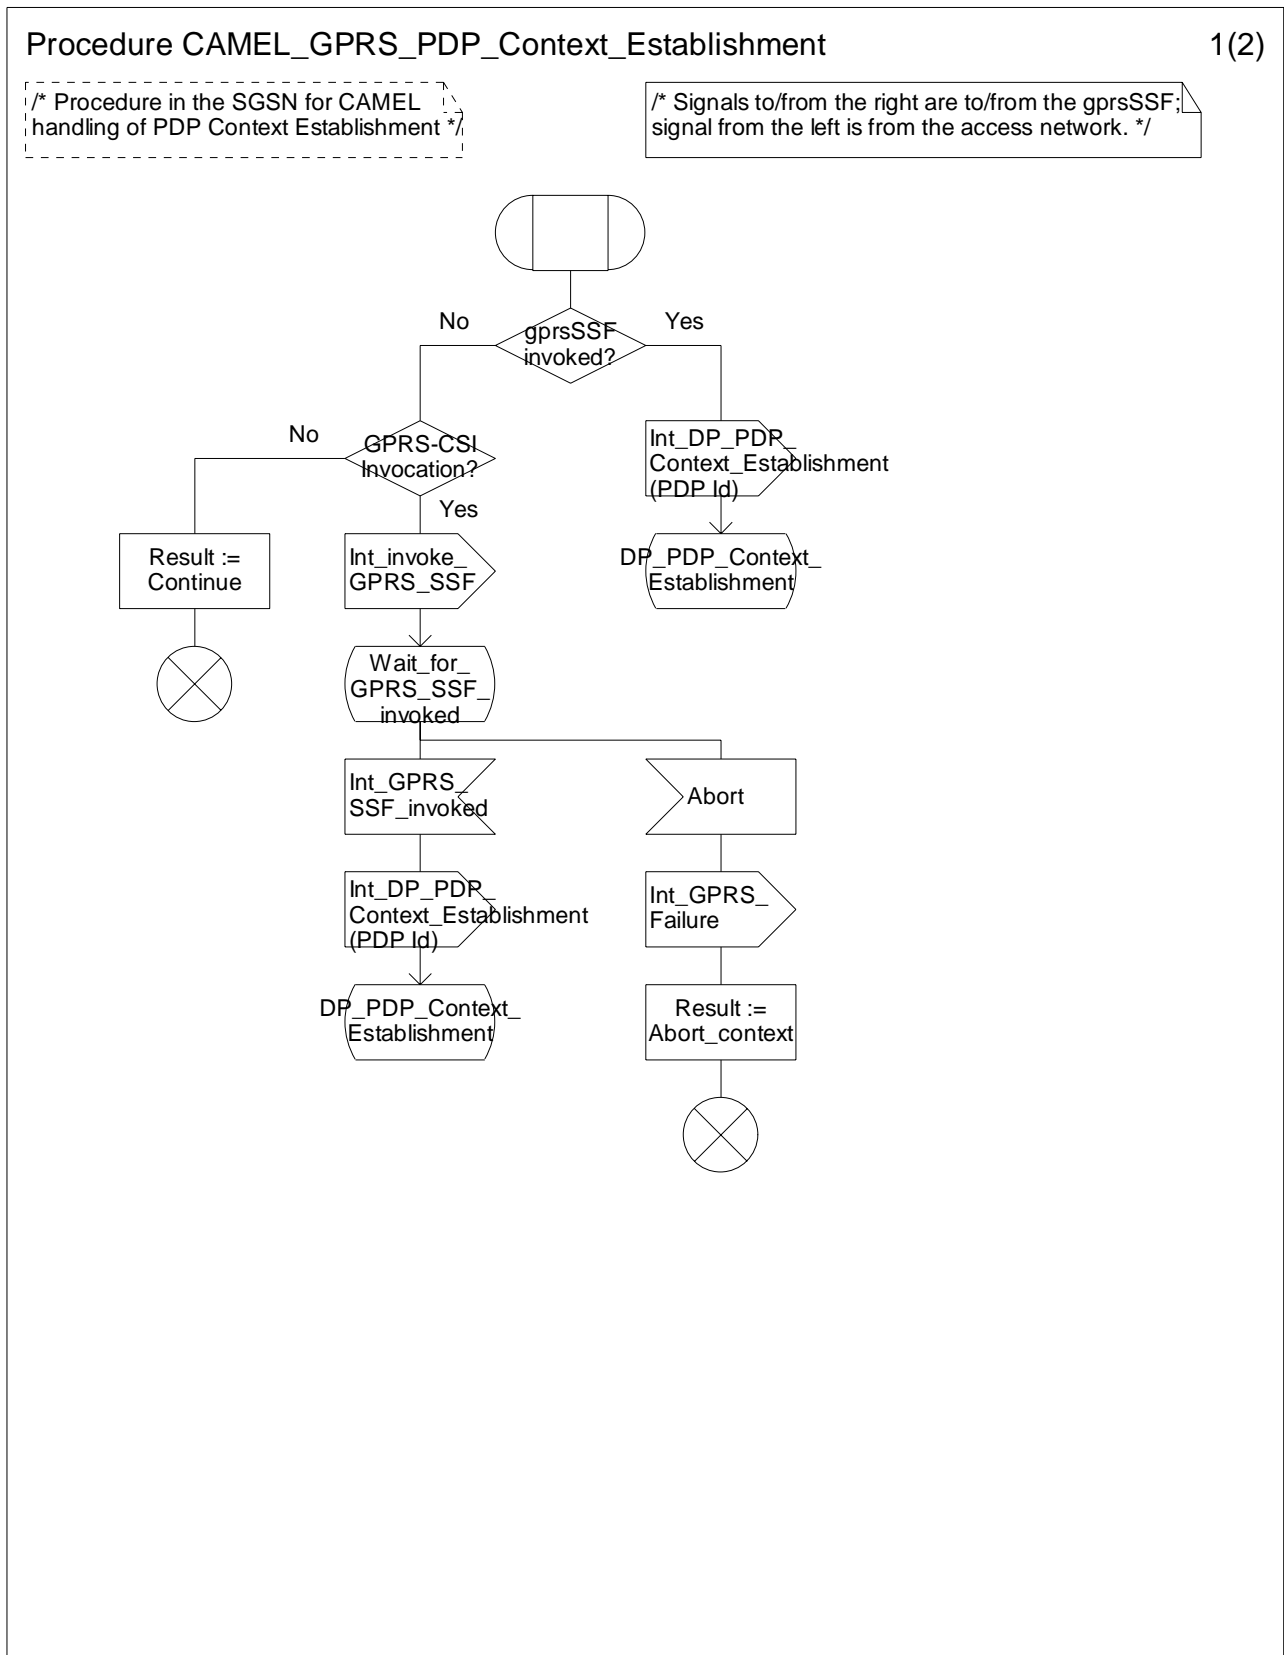 Procedure CAMEL_GPRS_PDP_Context_Establishment
1(2)
/* Procedure in the SGSN for CAMEL
handling of PDP Context Establishment */
/* Signals to/from the right are to/from the gprsSSF;
signal from the left is from the access network. */
gprsSSF
invoked?
No
Yes
GPRS-CSI
Invocation?
No
Yes
Int_DP_PDP_
Context_Establishment
(PDP Id)
Result :=
Continue
Int_invoke_
GPRS_SSF
DP_PDP_Context_
Establishment
Wait_for_
GPRS_SSF_
invoked
Int_GPRS_
SSF_invoked
Abort
Int_DP_PDP_
Context_Establishment
(PDP Id)
Int_GPRS_
Failure
DP_PDP_Context_
Establishment
Result :=
Abort_context